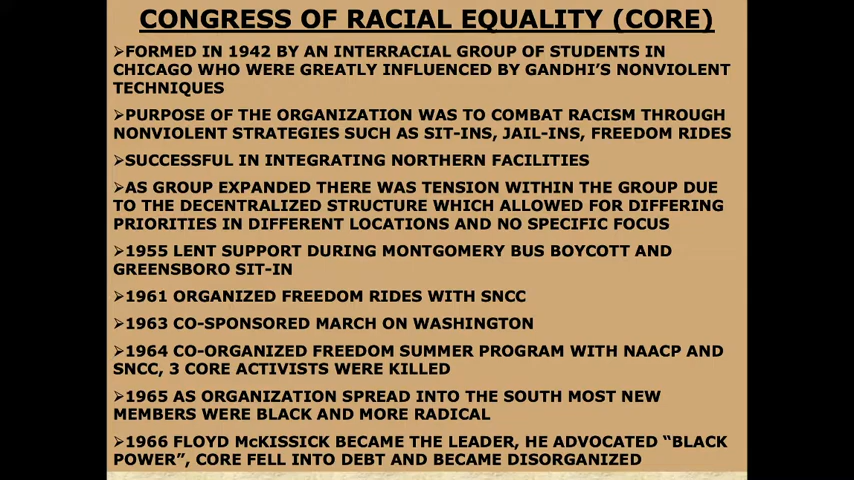 CONGRESS OF RACIAL EQUALITY (CORE)
➢FORMED IN 1942 BY AN INTERRACIAL GROUP OF STUDENTS IN
CHICAGO WHO WERE GREATLY INFLUENCED BY GANDHI'S NONVIOLENT
TECHNIQUES
➢PURPOSE OF THE ORGANIZATION WAS TO COMBAT RACISM THROUGH
NONVIOLENT STRATEGIES SUCH AS SIT-INS, JAIL-INS, FREEDOM RIDES
➢SUCCESSFUL IN INTEGRATING NORTHERN FACILITIES
➢AS GROUP EXPANDED THERE WAS TENSION WITHIN THE GROUP DUE
TO THE DECENTRALIZED STRUCTURE WHICH ALLOWED FOR DIFFERING
PRIORITIES IN DIFFERENT LOCATIONS AND NO SPECIFIC FOCUS
➢1955 LENT SUPPORT DURING MONTGOMERY BUS BOYCOTT AND
GREENSBORO SIT-IN
➢1961 ORGANIZED FREEDOM RIDES WITH SNCC
➢1963 CO-SPONSORED MARCH ON WASHINGTON
➢1964 CO-ORGANIZED FREEDOM SUMMER PROGRAM WITH NAACP AND
SNCC, 3 CORE ACTIVISTS WERE KILLED
➢1965 AS ORGANIZATION SPREAD INTO THE SOUTH MOST NEW
MEMBERS WERE BLACK AND MORE RADICAL
➢1966 FLOYD McKISSICK BECAME THE LEADER, HE ADVOCATED “BLACK
POWER”, CORE FELL INTO DEBT AND BECAME DISORGANIZED